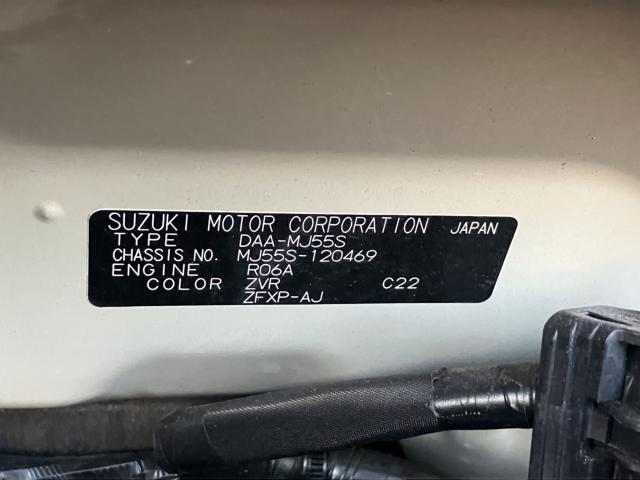 SUZUKI MOTOR CORPORATION JAPAN
TYPE DAA-MJ55S
CHASSIS NO. MJ55S-120469
ENGINE R06A
COLOR ZVR C22
ZFXP-AJ